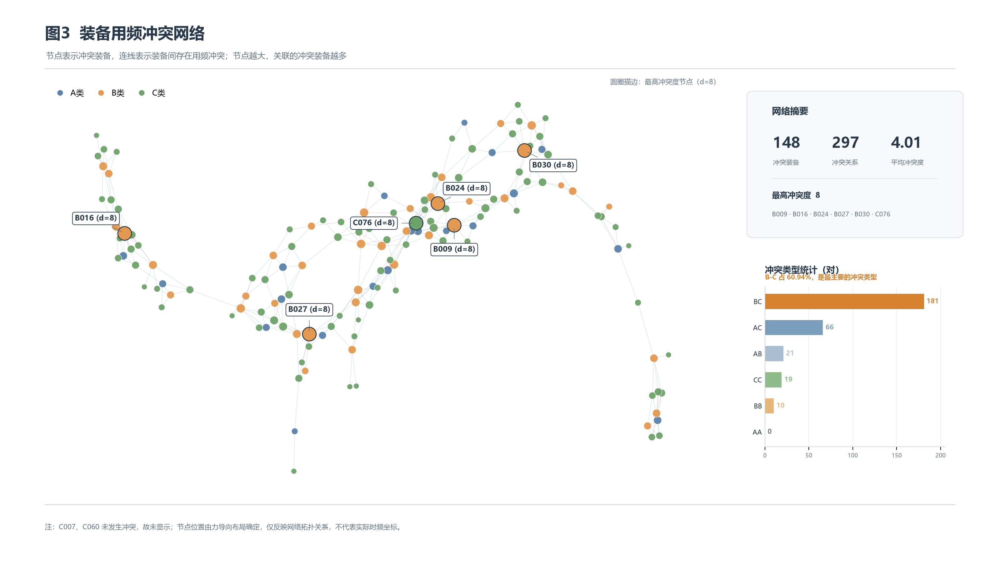 图3 装备用频冲突网络
节点表示冲突装备，连线表示装备间存在用频冲突；节点越大，关联的冲突装备越多
圆圈描边：最高冲突度节点（d=8）
A类 B类 C类
B030 (d=8)
B024 (d=8)
B016 (d=8)
C076 (d=8)
B009 (d=8)
B027 (d=8)
网络摘要
148 297 4.01
冲突装备 冲突关系 平均冲突度
最高冲突度 8
B009 · B016 · B024 · B027 · B030 · C076
冲突类型统计（对）
B-C 占 60.94%，是最主要的冲突类型
BC 181
AC 66
AB 21
CC 19
BB 10
AA 0
0 50 100 150 200
注：C007、C060 未发生冲突，故未显示；节点位置由力导向布局确定，仅反映网络拓扑关系，不代表实际时频坐标。